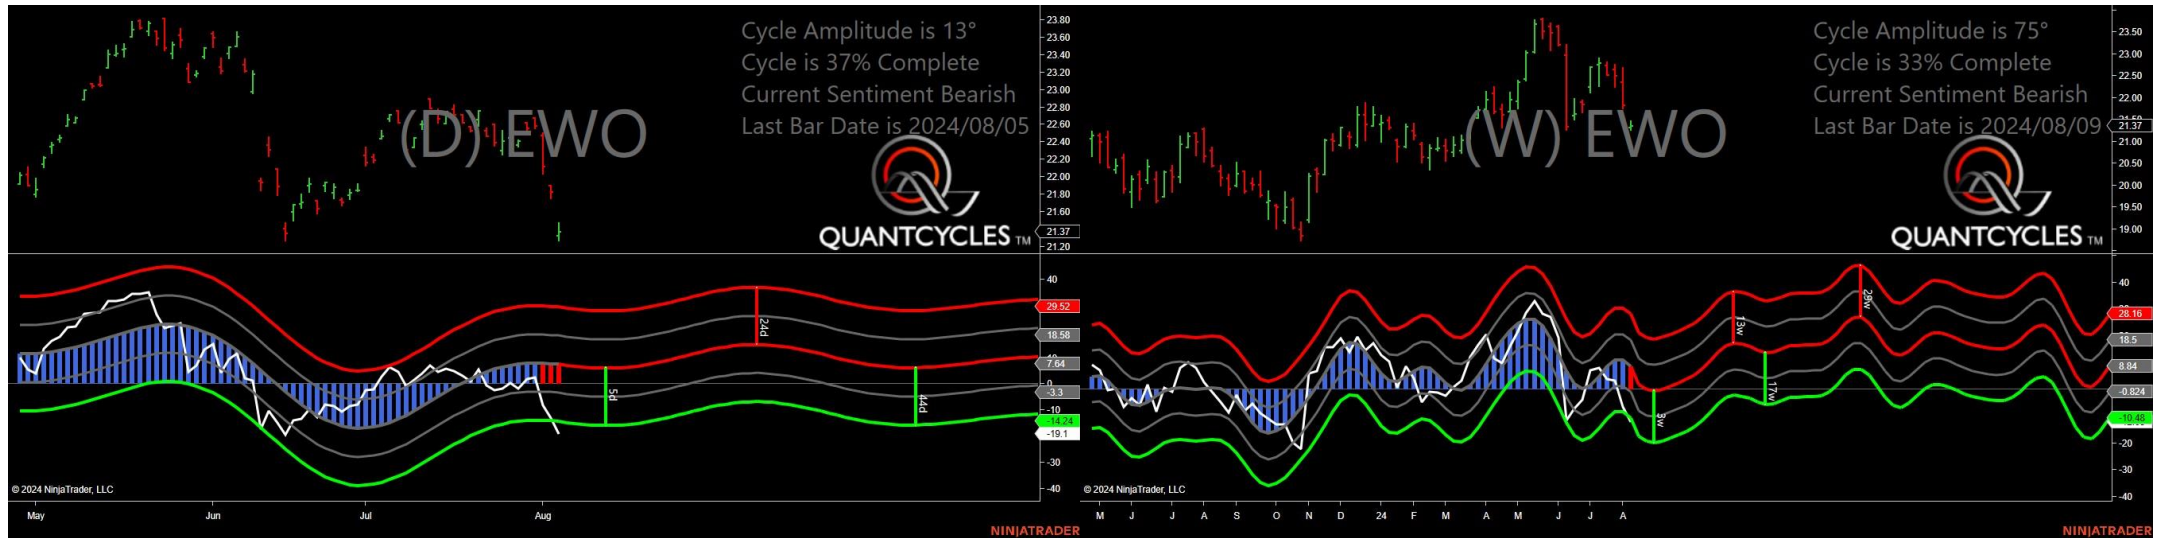 Cycle Amplitude is 13°
Cycle is 37% Complete
Current Sentiment Bearish
Last Bar Date is 2024/08/05
(D) EWO
QUANTCYCLES TM
23.80
23.60
23.40
23.20
23.00
22.80
22.60
22.40
22.20
22.00
21.80
21.60
21.37
21.20
40
29.52
18.58
7.64
0
-3.3
-10
-14.24
-19.1
-30
-40
24d
5d
44d
© 2024 NinjaTrader, LLC
May Jun Jul Aug
NINJATRADER
Cycle Amplitude is 75°
Cycle is 33% Complete
Current Sentiment Bearish
Last Bar Date is 2024/08/09
(W) EWO
QUANTCYCLES TM
23.50
23.00
22.50
22.00
21.37
21.00
20.50
20.00
19.50
19.00
40
28.16
18.5
8.84
-0.824
-10.48
-20
-30
-40
13w
29w
17w
3w
© 2024 NinjaTrader, LLC
M J J A S O N D 24 F M A M J J A
NINJATRADER